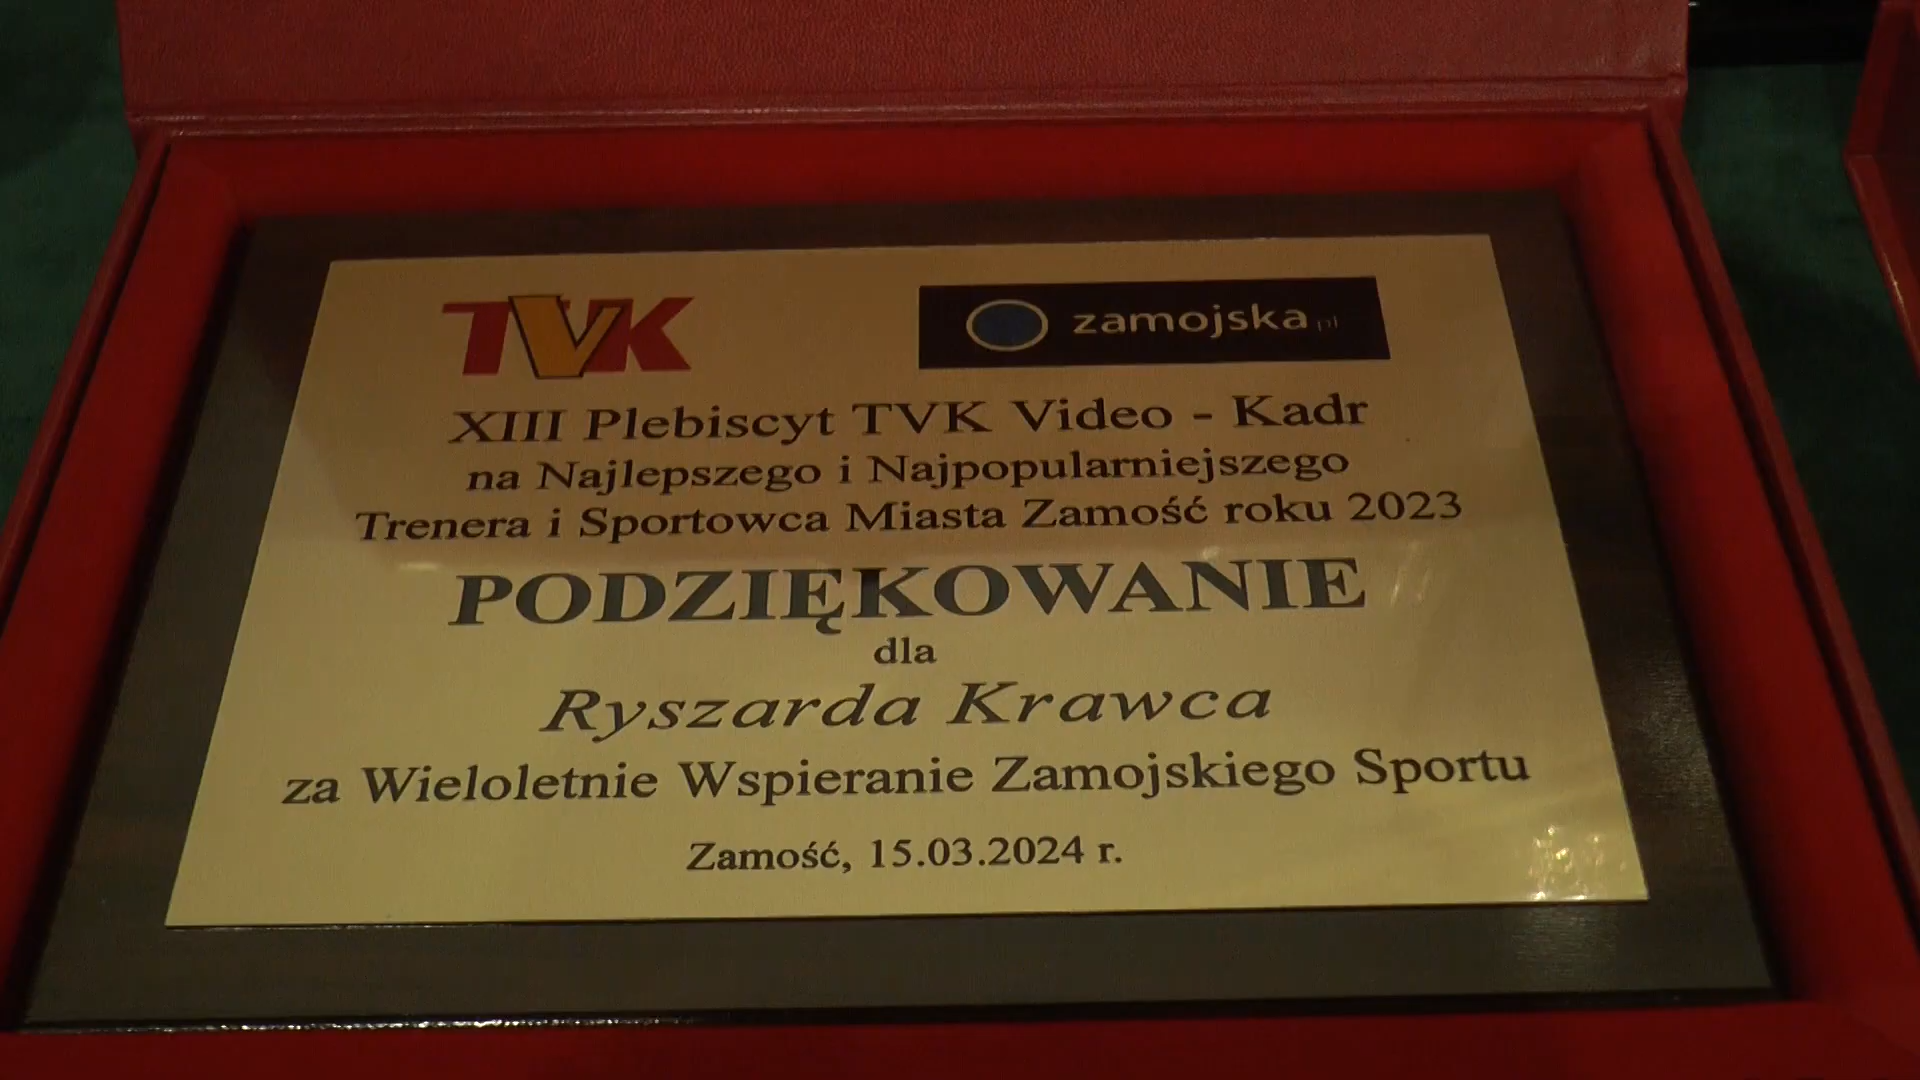 TVK
zamojska.pl
XIII Plebiscyt TVK Video - Kadr
na Najlepszego i Najpopularniejszego
Trenera i Sportowca Miasta Zamość roku 2023
PODZIĘKOWANIE
dla
Ryszarda Krawca
za Wieloletnie Wspieranie Zamojskiego Sportu
Zamość, 15.03.2024 r.